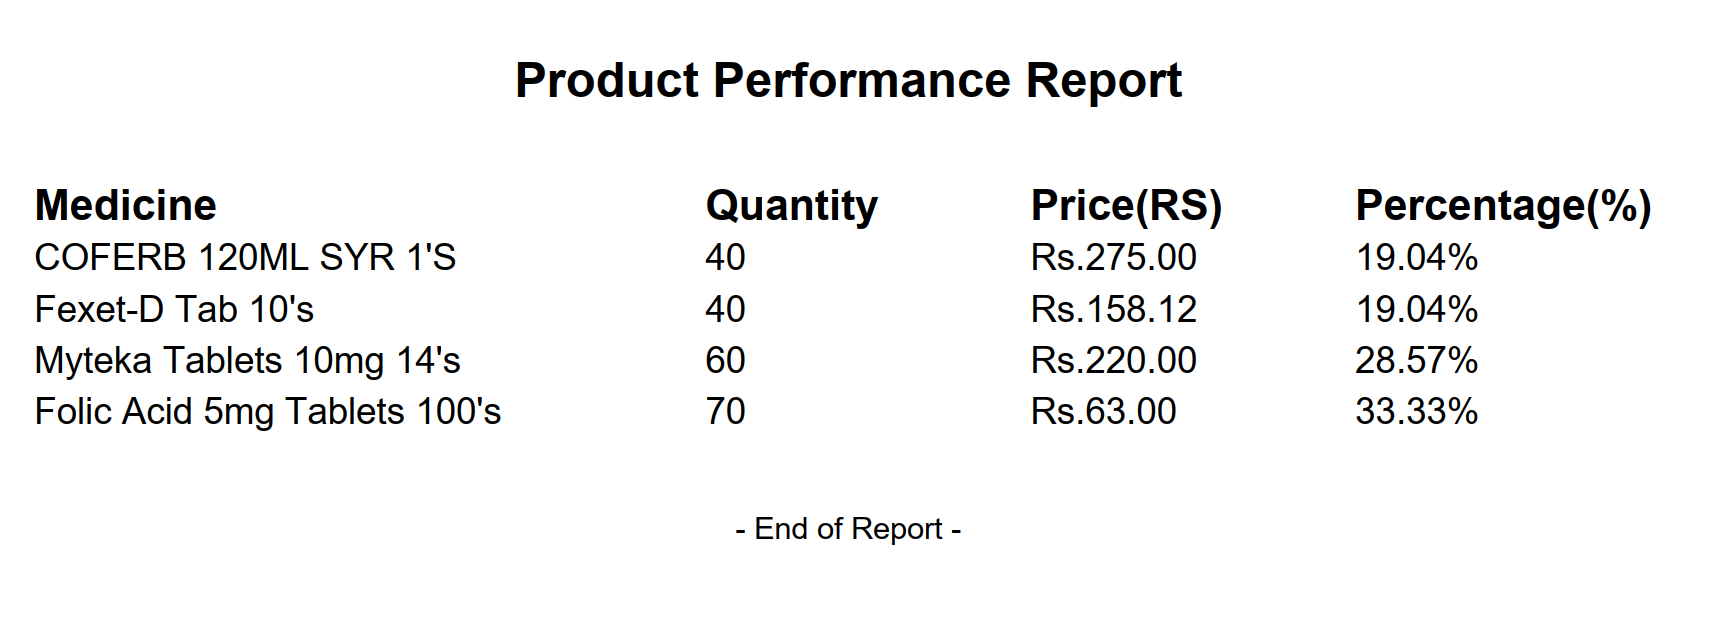 Product Performance Report
Medicine Quantity Price(RS) Percentage(%)
COFERB 120ML SYR 1'S 40 Rs.275.00 19.04%
Fexet-D Tab 10's 40 Rs.158.12 19.04%
Myteka Tablets 10mg 14's 60 Rs.220.00 28.57%
Folic Acid 5mg Tablets 100's 70 Rs.63.00 33.33%
- End of Report -